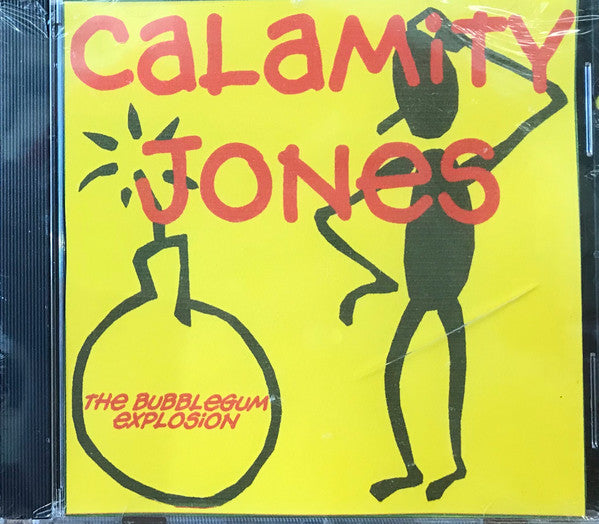 CALAMITY
JONES
THE BUBBLEGUM
EXPLOSION